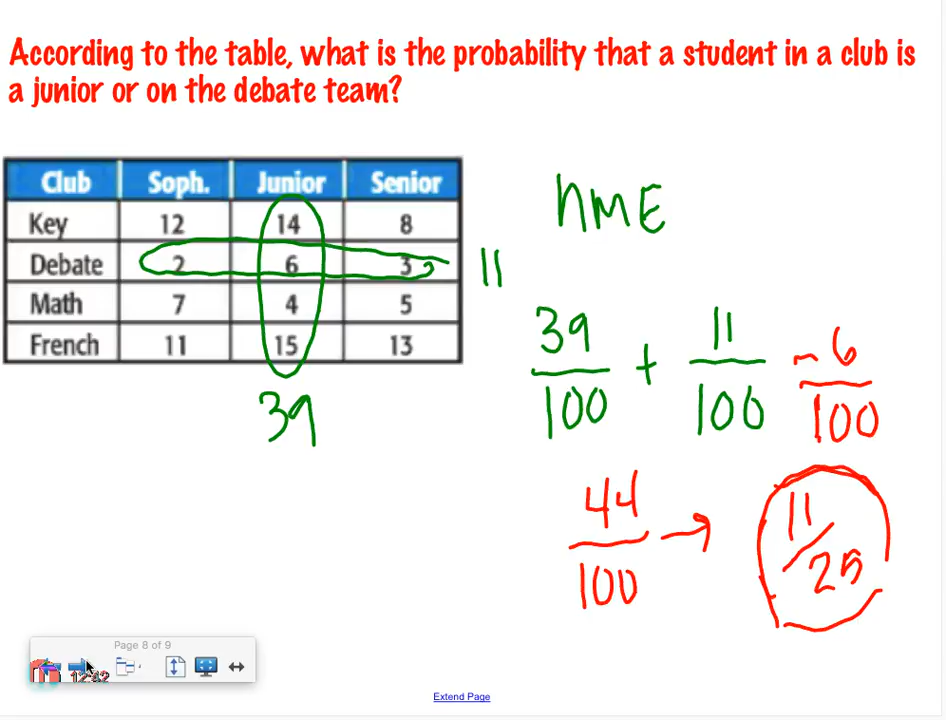 According to the table, what is the probability that a student in a club is
a junior or on the debate team?
Club Soph. Junior Senior
Key 12 14 8
Debate 2 6 3
Math 7 4 5
French 11 15 13
11
39
NME
39/100 + 11/100 - 6/100
44/100 → 11/25
Page 8 of 9
12:42
Extend Page